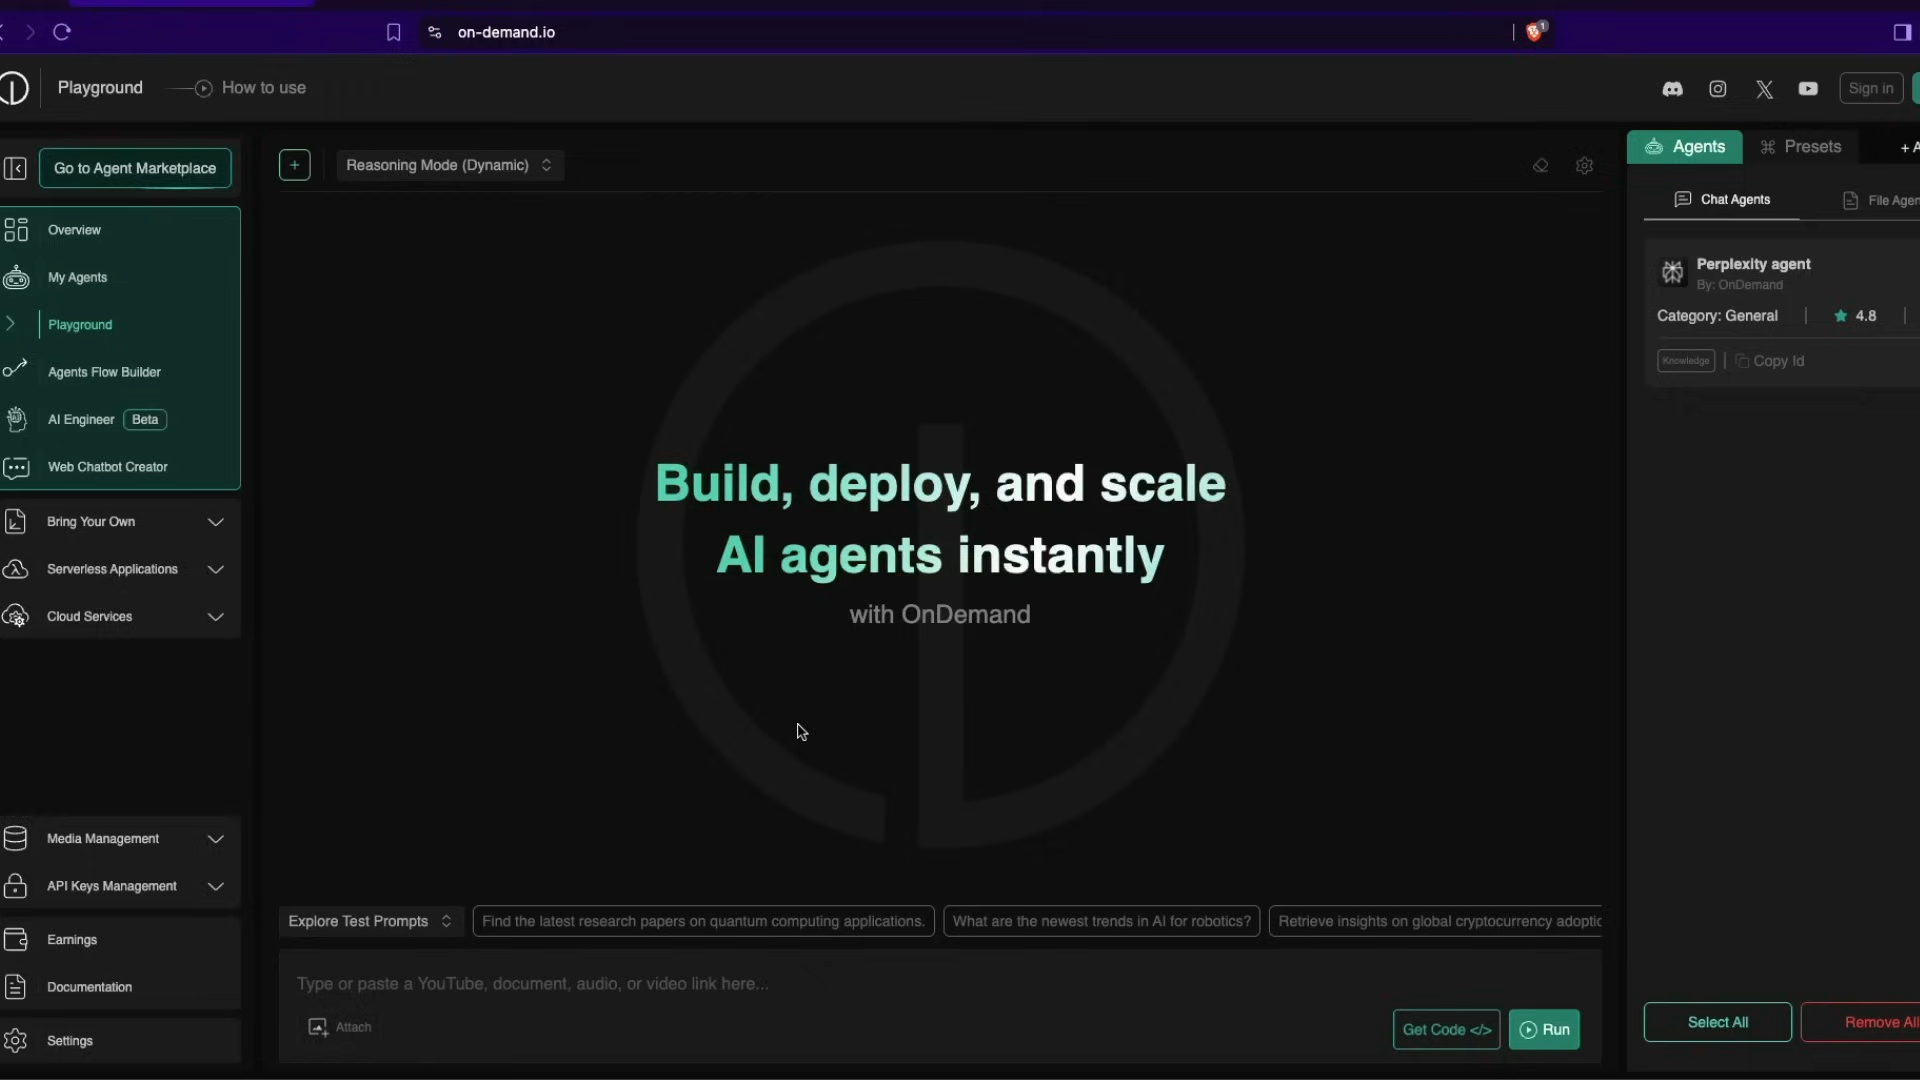 on-demand.io
1
Playground
How to use
Sign in
Go to Agent Marketplace
Overview
My Agents
Playground
Agents Flow Builder
AI Engineer Beta
Web Chatbot Creator
Bring Your Own
Serverless Applications
Cloud Services
Media Management
API Keys Management
Earnings
Documentation
Settings
Reasoning Mode (Dynamic)
Build, deploy, and scale
AI agents instantly
with OnDemand
Explore Test Prompts
Find the latest research papers on quantum computing applications.
What are the newest trends in AI for robotics?
Retrieve insights on global cryptocurrency adoptic
Type or paste a YouTube, document, audio, or video link here...
Attach
Get Code </>
Run
Agents
Presets
+ A
Chat Agents
File Agen
Perplexity agent
By: OnDemand
Category: General
4.8
Knowledge
Copy Id
Select All
Remove All